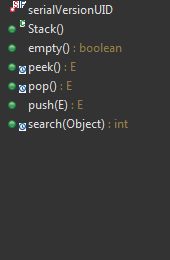 serialVersionUID
Stack()
empty() : boolean
peek() : E
pop() : E
push(E) : E
search(Object) : int